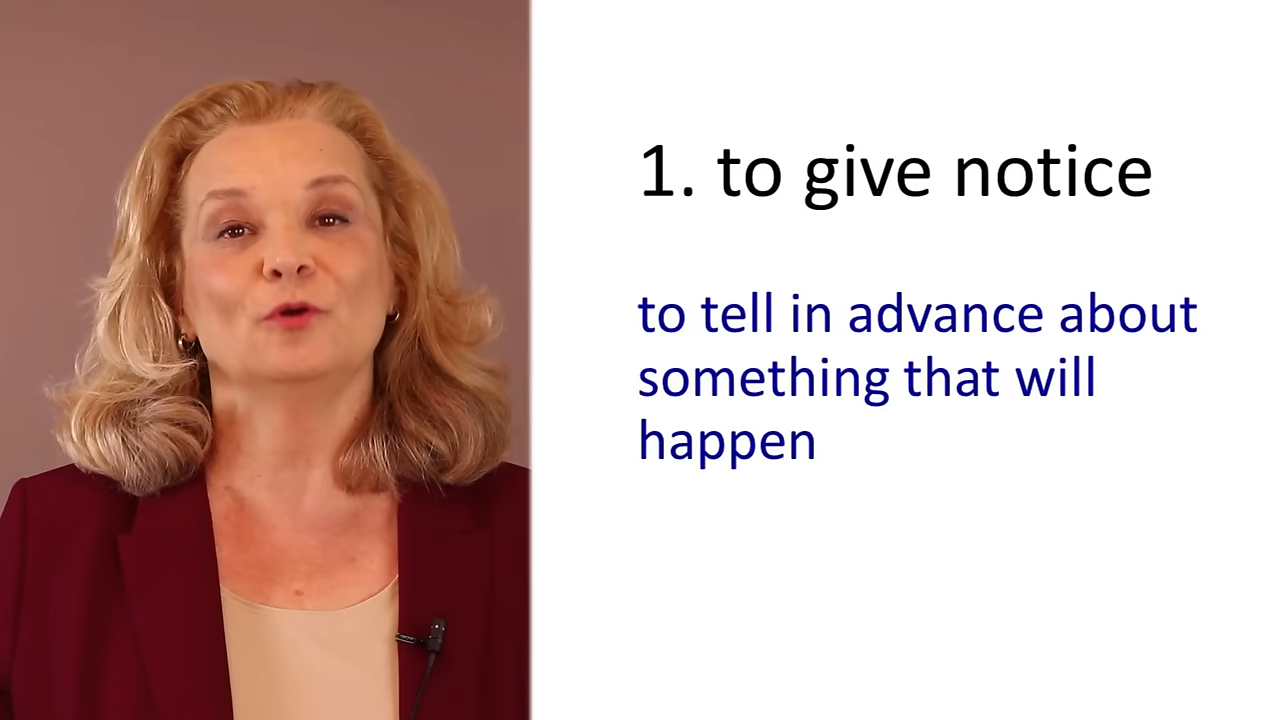 1. to give notice
to tell in advance about
something that will
happen